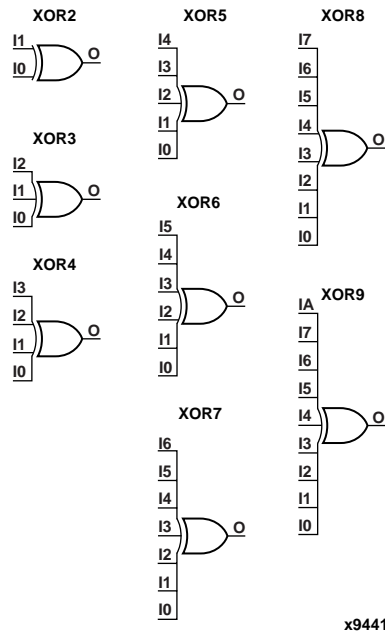 XOR2
I1
I0
O
XOR3
I2
I1
I0
O
XOR4
I3
I2
I1
I0
O
XOR5
I4
I3
I2
I1
I0
O
XOR6
I5
I4
I3
I2
I1
I0
O
XOR7
I6
I5
I4
I3
I2
I1
I0
O
XOR8
I7
I6
I5
I4
I3
I2
I1
I0
O
XOR9
IA
I7
I6
I5
I4
I3
I2
I1
I0
O
x9441